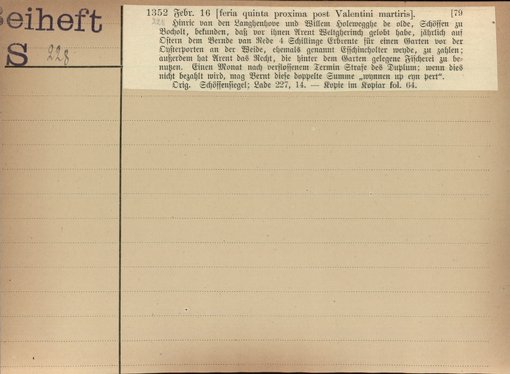 Beiheft
S 228
1352 Febr. 16 [feria quinta proxima post Valentini martiris]. [79
Hinric van den Langhenhove und Willem Holewegghe de olde, Schöffen zu
Bocholt, bekunden, daß vor ihnen Arent Weltgherinch gelobt habe, jährlich auf
Ostern dem Bernde van Rede 4 Schillinge Erbrente für einen Garten vor der
Oysterporten an der Weide, ehemals genannt Esschincholter weyde, zu zahlen;
außerdem hat Arent das Recht, die hinter dem Garten gelegene Fischerei zu be-
nutzen. Einen Monat nach verflossenem Termin Strafe des Duplum; wenn dies
nicht bezahlt wird, mag Bernt diese doppelte Summe „wynnen up eyn pert“.
Orig. Schöffensiegel; Lade 227, 14. — Kopie im Kopiar fol. 64.